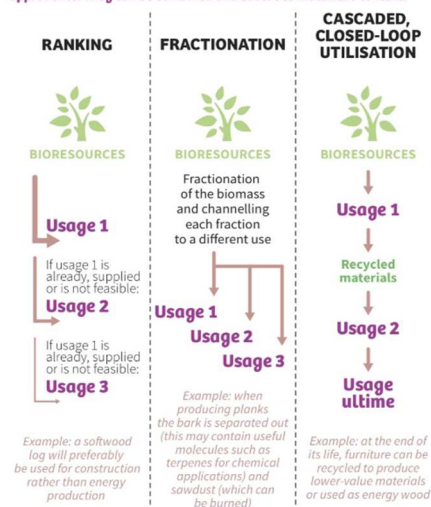 RANKING
BIORESOURCES
Usage 1
If usage 1 is
already, supplied
or is not feasible:
Usage 2
If usage 1 is
already, supplied
or is not feasible:
Usage 3
Example: a softwood
log will preferably
be used for construction
rather than energy
production
FRACTIONATION
BIORESOURCES
Fractionation
of the biomass
and channelling
each fraction
to a different use
Usage 1
Usage 2
Usage 3
Example: when
producing planks
the bark is separated out
(this may contain useful
molecules such as
terpenes for chemical
applications) and
sawdust (which can
be burned)
CASCADED,
CLOSED-LOOP
UTILISATION
BIORESOURCES
Usage 1
Recycled
materials
Usage 2
Usage
ultime
Example: at the end of
its life, furniture can be
recycled to produce
lower-value materials
or used as energy wood